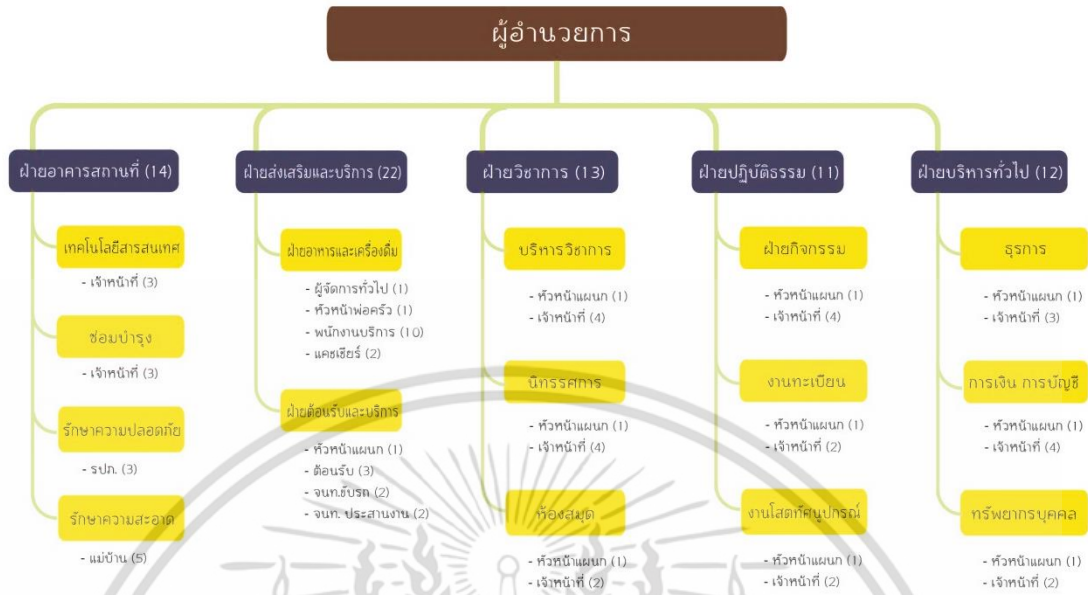 ผู้อำนวยการ
ฝ่ายอาคารสถานที่ (14)
เทคโนโลยีสารสนเทศ
- เจ้าหน้าที่ (3)
ซ่อมบำรุง
- เจ้าหน้าที่ (3)
รักษาความปลอดภัย
- รปภ. (3)
รักษาความสะอาด
- แม่บ้าน (5)
ฝ่ายส่งเสริมและบริการ (22)
ฝ่ายอาหารและเครื่องดื่ม
- ผู้จัดการทั่วไป (1)
- หัวหน้าพ่อครัว (1)
- พนักงานบริการ (10)
- แคชเชียร์ (2)
ฝ่ายต้อนรับและบริการ
- หัวหน้าแผนก (1)
- ต้อนรับ (3)
- จนท.ขับรถ (2)
- จนท. ประสานงาน (2)
ฝ่ายวิชาการ (13)
บริหารวิชาการ
- หัวหน้าแผนก (1)
- เจ้าหน้าที่ (4)
นิทรรศการ
- หัวหน้าแผนก (1)
- เจ้าหน้าที่ (4)
ห้องสมุด
- หัวหน้าแผนก (1)
- เจ้าหน้าที่ (2)
ฝ่ายปฏิบัติธรรม (11)
ฝ่ายกิจกรรม
- หัวหน้าแผนก (1)
- เจ้าหน้าที่ (4)
งานทะเบียน
- หัวหน้าแผนก (1)
- เจ้าหน้าที่ (2)
งานโสตทัศนูปกรณ์
- หัวหน้าแผนก (1)
- เจ้าหน้าที่ (2)
ฝ่ายบริหารทั่วไป (12)
ธุรการ
- หัวหน้าแผนก (1)
- เจ้าหน้าที่ (3)
การเงิน การบัญชี
- หัวหน้าแผนก (1)
- เจ้าหน้าที่ (4)
ทรัพยากรบุคคล
- หัวหน้าแผนก (1)
- เจ้าหน้าที่ (2)